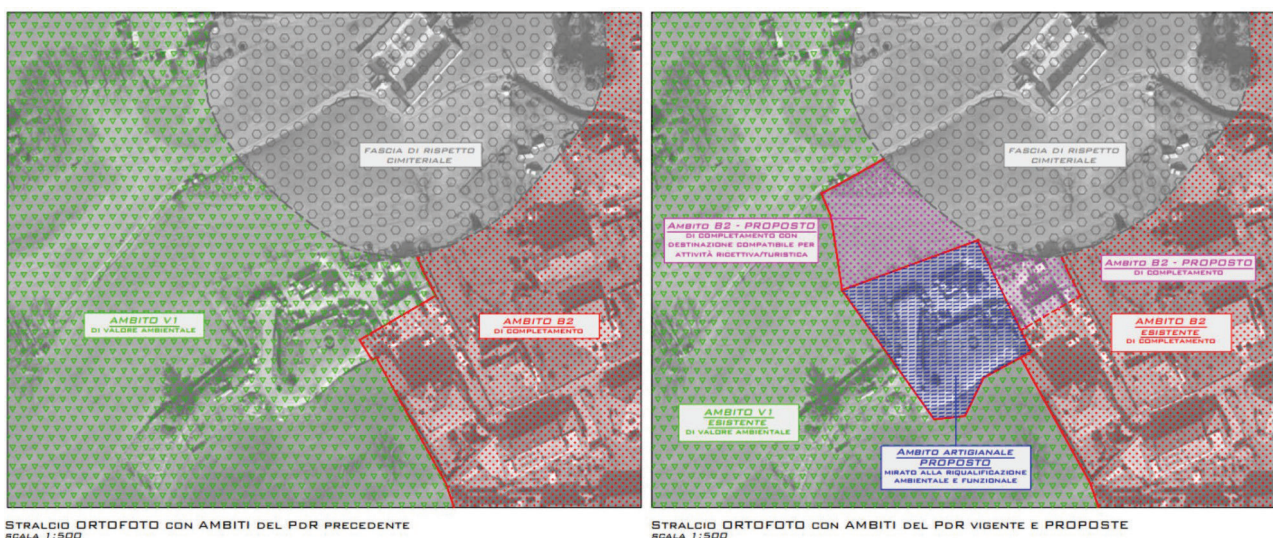 FASCIA DI RISPETTO
CIMITERIALE
AMBITO V1
DI VALORE AMBIENTALE
AMBITO B2
DI COMPLETAMENTO
STRALCIO ORTOFOTO CON AMBITI DEL PDR PRECEDENTE
SCALA 1:500
FASCIA DI RISPETTO
CIMITERIALE
AMBITO B2 - PROPOSTO
DI COMPLETAMENTO CON
DESTINAZIONE COMPATIBILE PER
ATTIVITÀ RICETTIVA/TURISTICA
AMBITO B2 - PROPOSTO
DI COMPLETAMENTO
AMBITO B2
ESISTENTE
DI COMPLETAMENTO
AMBITO V1
ESISTENTE
DI VALORE AMBIENTALE
AMBITO ARTIGIANALE
PROPOSTO
MIRATO ALLA RIQUALIFICAZIONE
AMBIENTALE E FUNZIONALE
STRALCIO ORTOFOTO CON AMBITI DEL PDR VIGENTE E PROPOSTE
SCALA 1:500